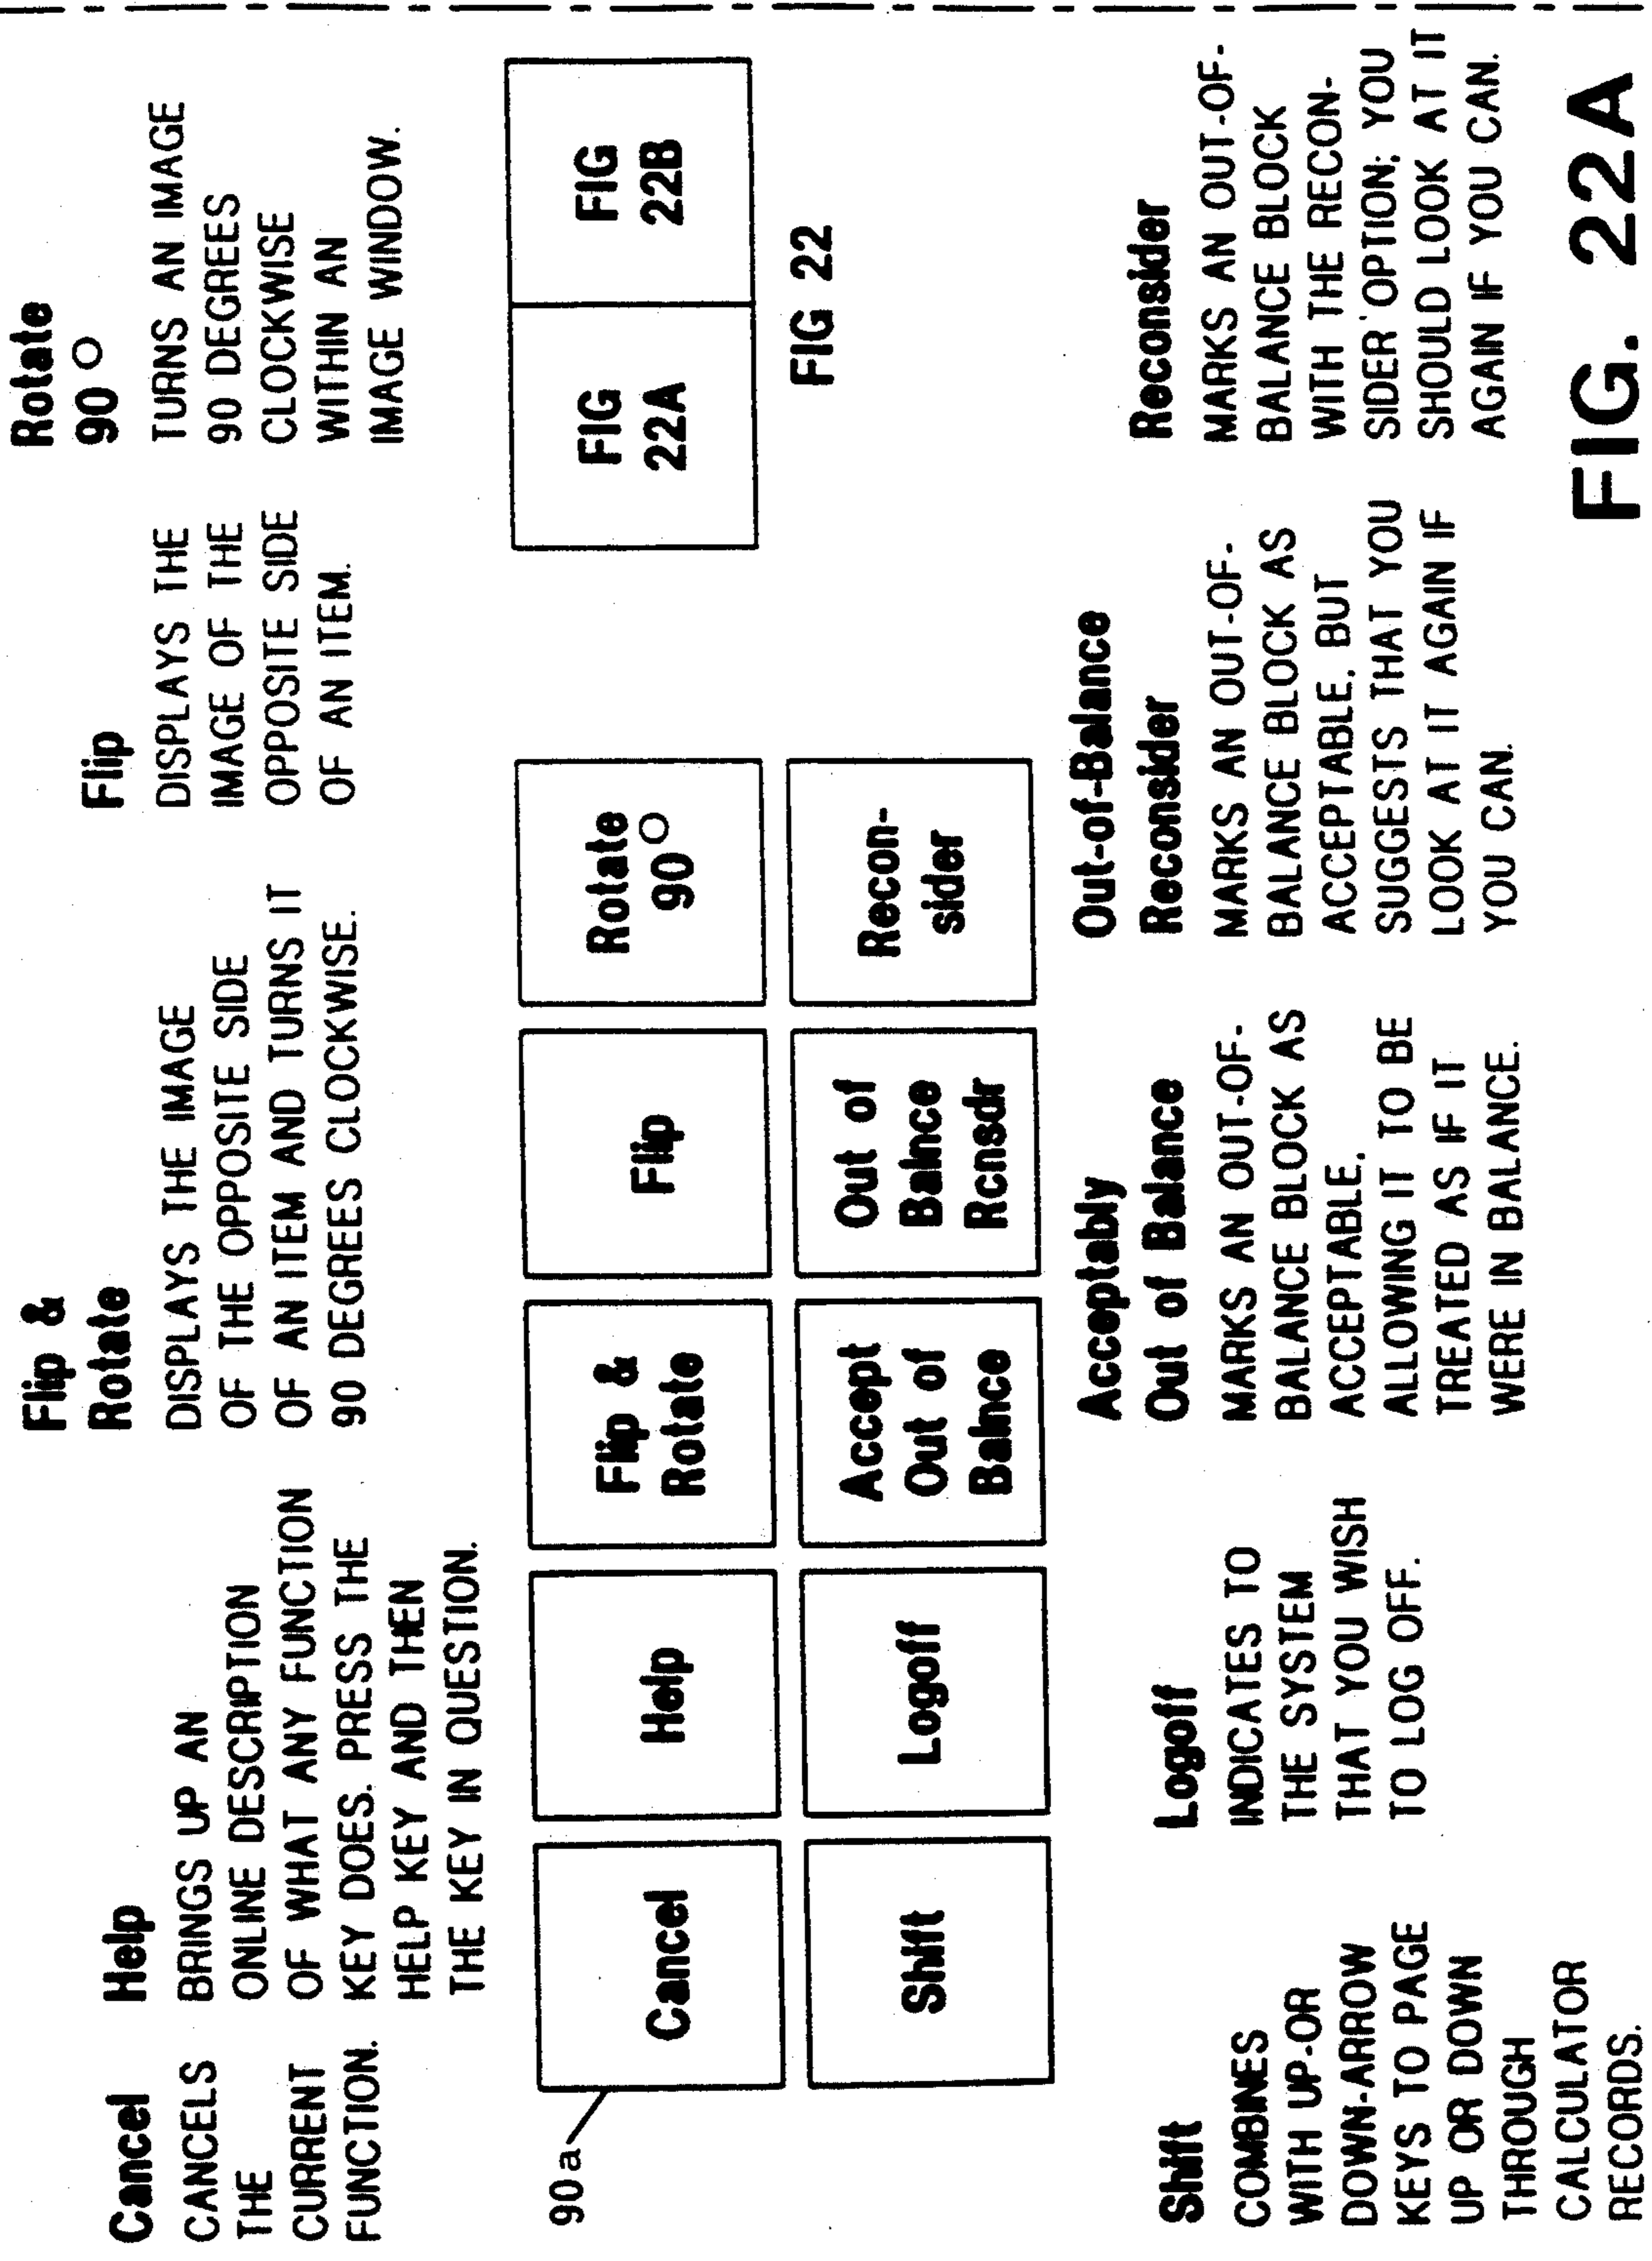 Cancel
CANCELS
THE
CURRENT
FUNCTION.
Help
BRINGS UP AN
ONLINE DESCRIPTION
OF WHAT ANY FUNCTION
KEY DOES. PRESS THE
HELP KEY AND THEN
THE KEY IN QUESTION.
Flip &
Rotate
DISPLAYS THE IMAGE
OF THE OPPOSITE SIDE
OF AN ITEM AND TURNS IT
90 DEGREES CLOCKWISE.
Flip
DISPLAYS THE
IMAGE OF THE
OPPOSITE SIDE
OF AN ITEM.
Rotate
90 O
TURNS AN IMAGE
90 DEGREES
CLOCKWISE
WITHIN AN
IMAGE WINDOW.
90a
Cancel
Help
Flip &
Rotate
Flip
Rotate
90 O
FIG
22A
FIG
22B
FIG 22
Shift
Logoff
Accept
Out of
Balnce
Out of
Balnce
Rcnsdr
Recon-
sider
Shift
COMBINES
WITH UP-OR
DOWN-ARROW
KEYS TO PAGE
UP OR DOWN
THROUGH
CALCULATOR
RECORDS.
Logoff
INDICATES TO
THE SYSTEM
THAT YOU WISH
TO LOG OFF.
Acceptably
Out of Balance
MARKS AN OUT-OF-
BALANCE BLOCK AS
ACCEPTABLE,
ALLOWING IT TO BE
TREATED AS IF IT
WERE IN BALANCE.
Out-of-Balance
Reconsider
MARKS AN OUT-OF-
BALANCE BLOCK AS
ACCEPTABLE, BUT
SUGGESTS THAT YOU
LOOK AT IT AGAIN IF
YOU CAN.
Reconsider
MARKS AN OUT-OF-
BALANCE BLOCK
WITH THE RECON-
SIDER OPTION; YOU
SHOULD LOOK AT IT
AGAIN IF YOU CAN.
FIG. 22A